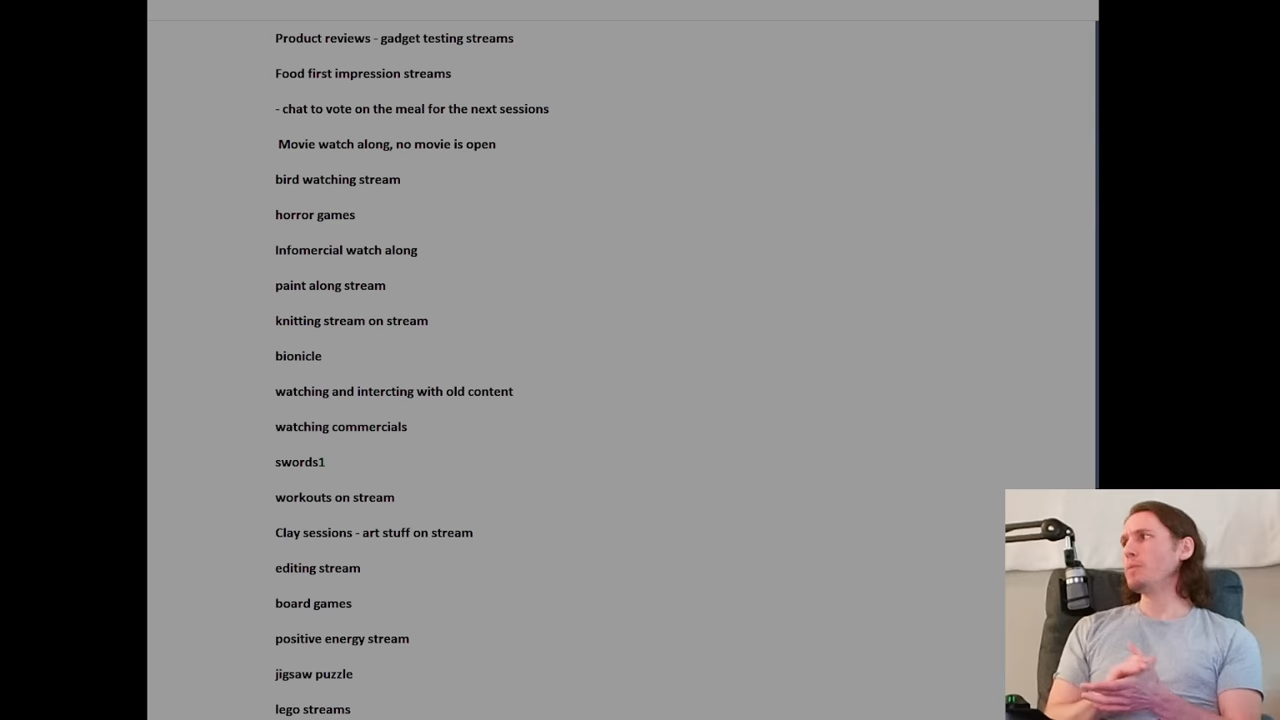 Product reviews - gadget testing streams
Food first impression streams
- chat to vote on the meal for the next sessions
Movie watch along, no movie is open
bird watching stream
horror games
Infomercial watch along
paint along stream
knitting stream on stream
bionicle
watching and intercting with old content
watching commercials
swords1
workouts on stream
Clay sessions - art stuff on stream
editing stream
board games
positive energy stream
jigsaw puzzle
lego streams